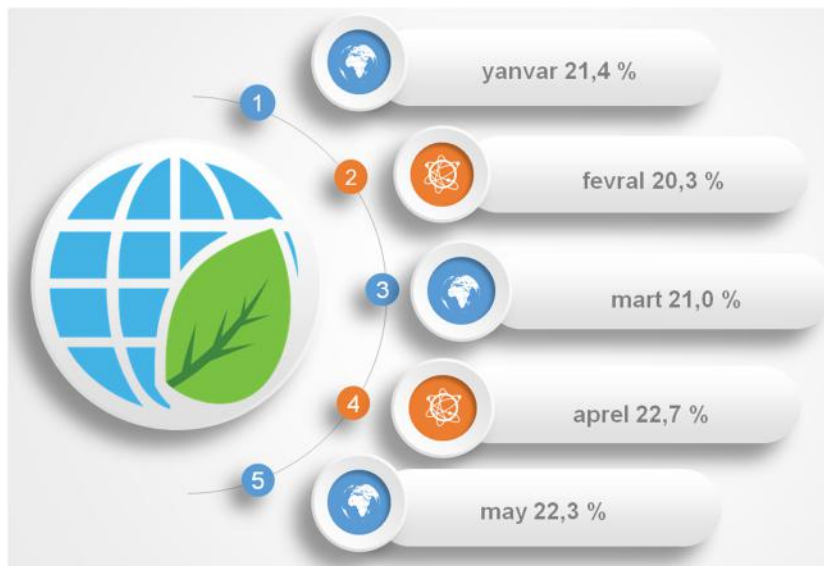 yanvar 21,4 %
1
2
fevral 20,3 %
3
mart 21,0 %
4
aprel 22,7 %
5
may 22,3 %